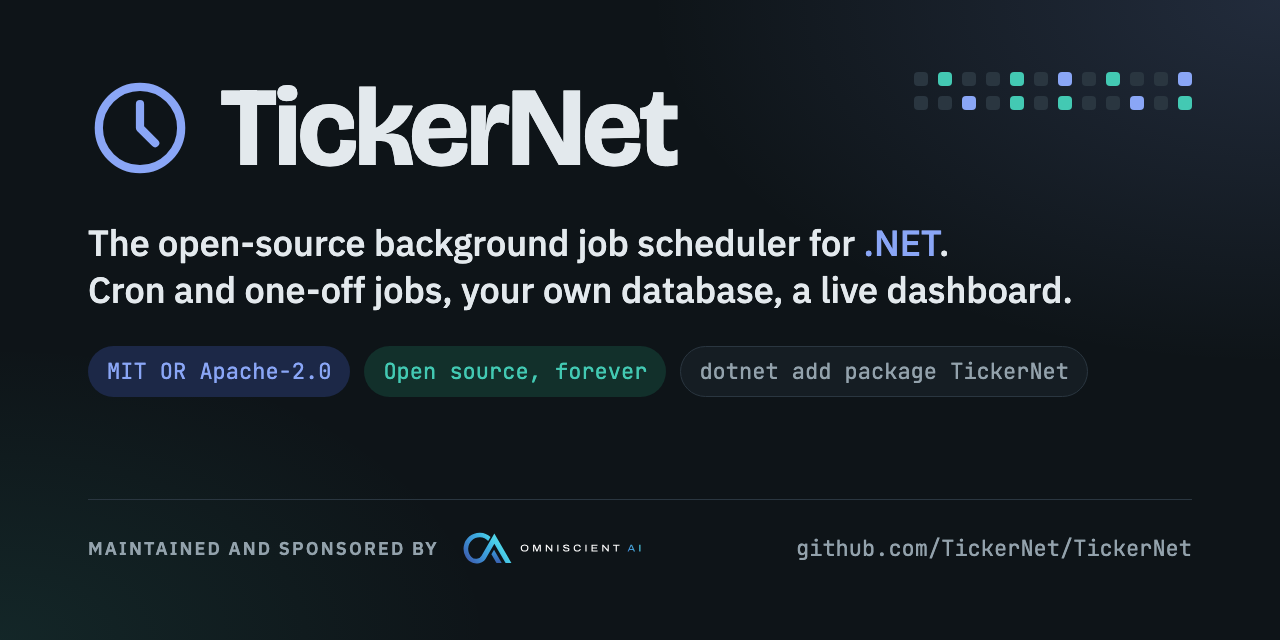 TickerNet
The open-source background job scheduler for .NET.
Cron and one-off jobs, your own database, a live dashboard.
MIT OR Apache-2.0
Open source, forever
dotnet add package TickerNet
MAINTAINED AND SPONSORED BY
OMNISCIENT AI
github.com/TickerNet/TickerNet